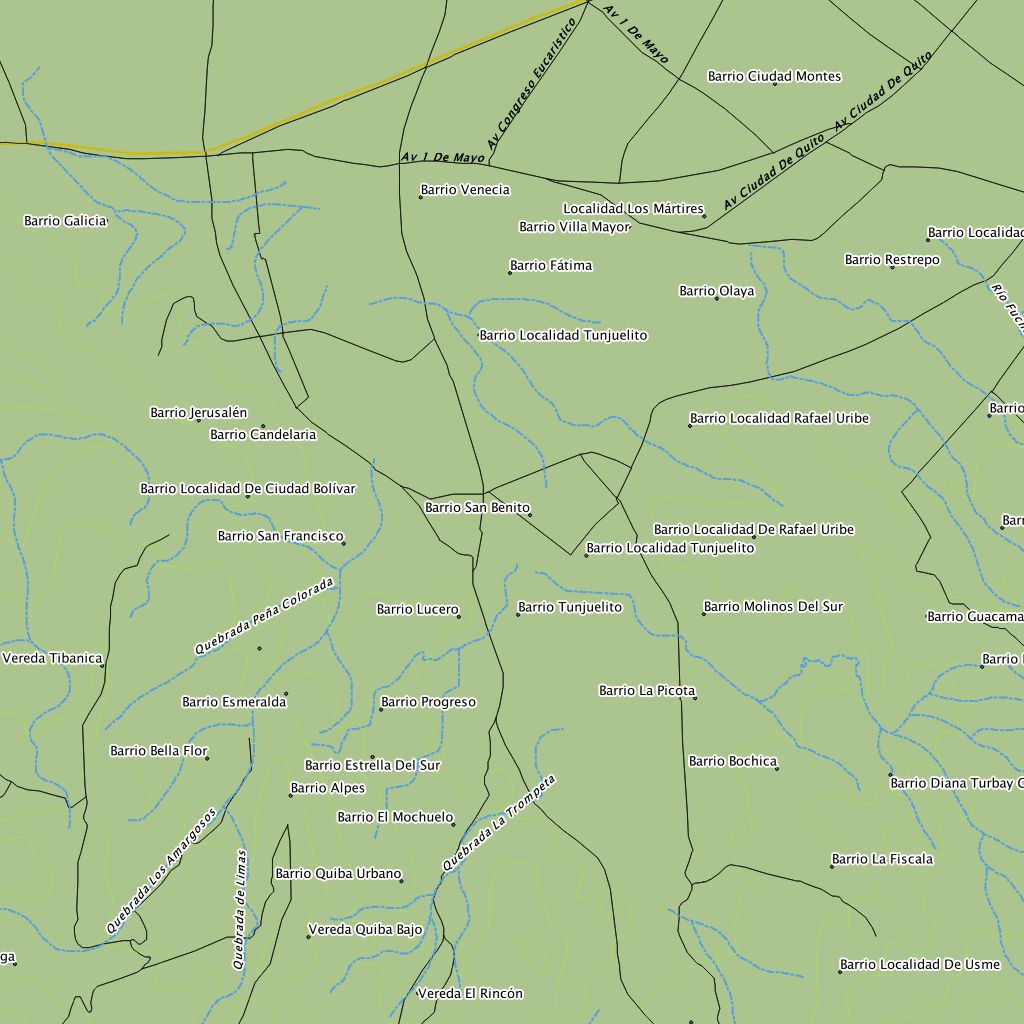 Av 1 De Mayo
Av Congreso Eucaristico
Barrio Ciudad Montes
Av Ciudad De Quito
Av Ciudad De Quito
Av 1 De Mayo
Barrio Venecia
Localidad Los Mártires
Barrio Galicia
Barrio Villa Mayor
Barrio Localidad
Barrio Restrepo
Barrio Fátima
Barrio Olaya
Barrio Localidad Tunjuelito
Barrio Jerusalén
Barrio
Barrio Localidad Rafael Uribe
Barrio Candelaria
Barrio Localidad De Ciudad Bolívar
Barrio San Benito
Barrio Localidad De Rafael Uribe
Barrio San Francisco
Barrio Localidad Tunjuelito
Quebrada Peña Colorada
Barrio Lucero
Barrio Tunjuelito
Barrio Molinos Del Sur
Barrio Guacama
Vereda Tibanica
Barrio
Barrio La Picota
Barrio Esmeralda
Barrio Progreso
Barrio Bella Flor
Barrio Estrella Del Sur
Barrio Bochica
Barrio Diana Turbay
Barrio Alpes
Barrio El Mochuelo
Quebrada La Trompeta
Quebrada Los Amargosos
Quebrada de Limas
Barrio La Fiscala
Barrio Quiba Urbano
Vereda Quiba Bajo
ga
Barrio Localidad De Usme
Vereda El Rincón